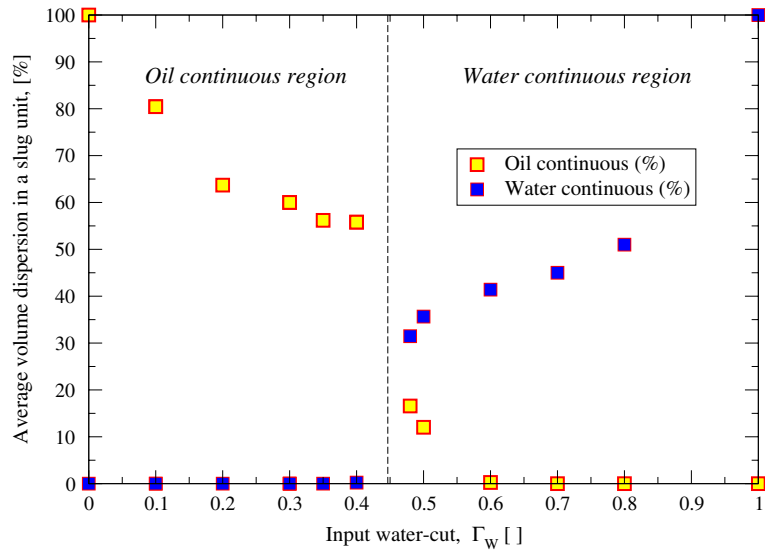 100
90
80
70
60
50
40
30
20
10
0
Average volume dispersion in a slug unit, [%]
Oil continuous region
Water continuous region
Oil continuous (%)
Water continuous (%)
0 0.1 0.2 0.3 0.4 0.5 0.6 0.7 0.8 0.9 1
Input water-cut, Γ_W [ ]